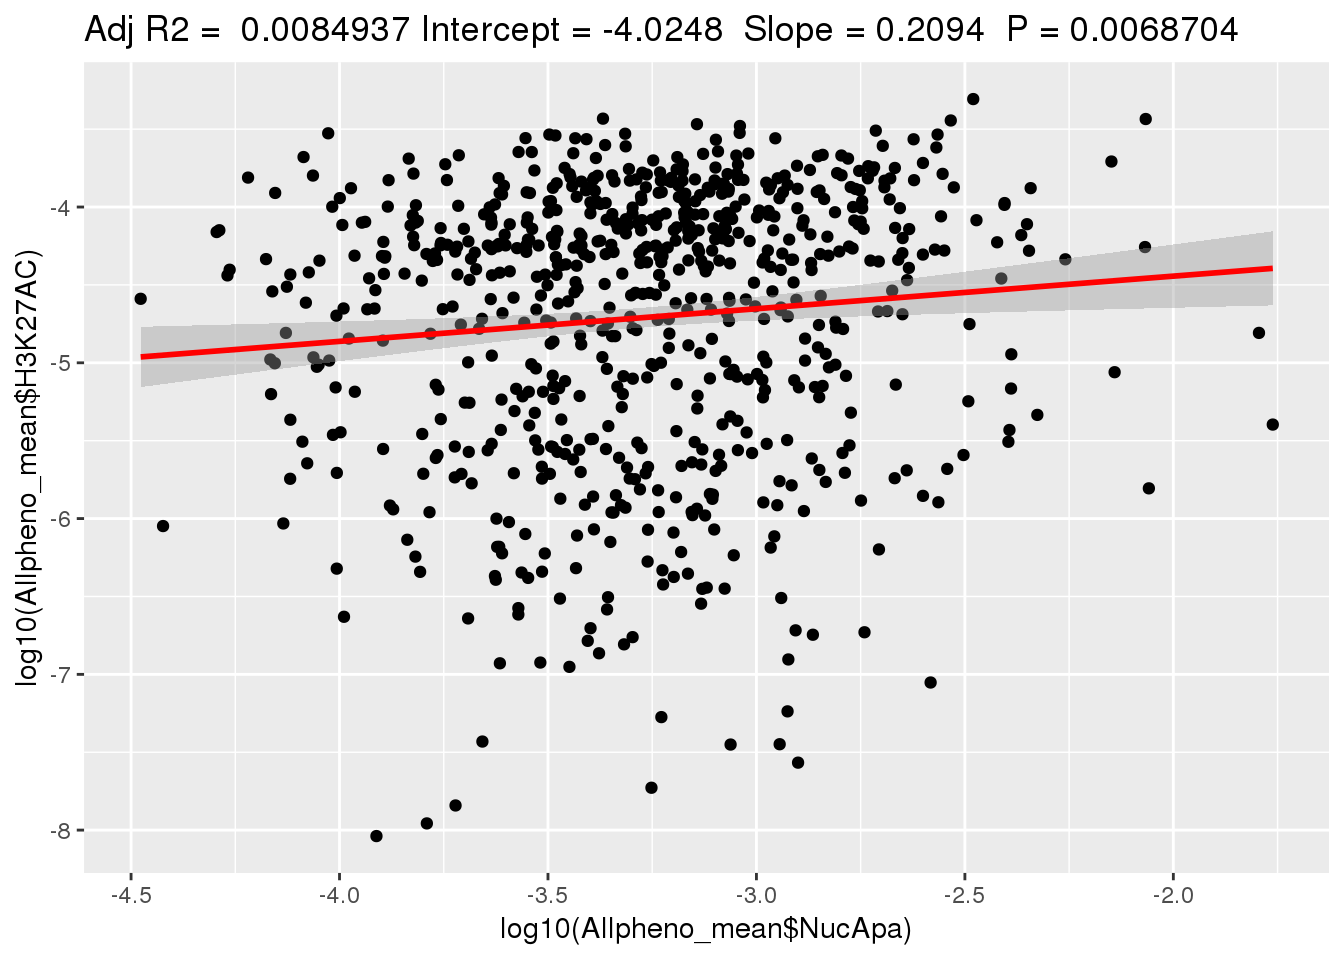 Adj R2 =  0.0084937 Intercept = -4.0248  Slope = 0.2094  P = 0.0068704
log10(Allpheno_mean$H3K27AC)
-4
-5
-6
-7
-8
-4.5 -4.0 -3.5 -3.0 -2.5 -2.0
log10(Allpheno_mean$NucApa)